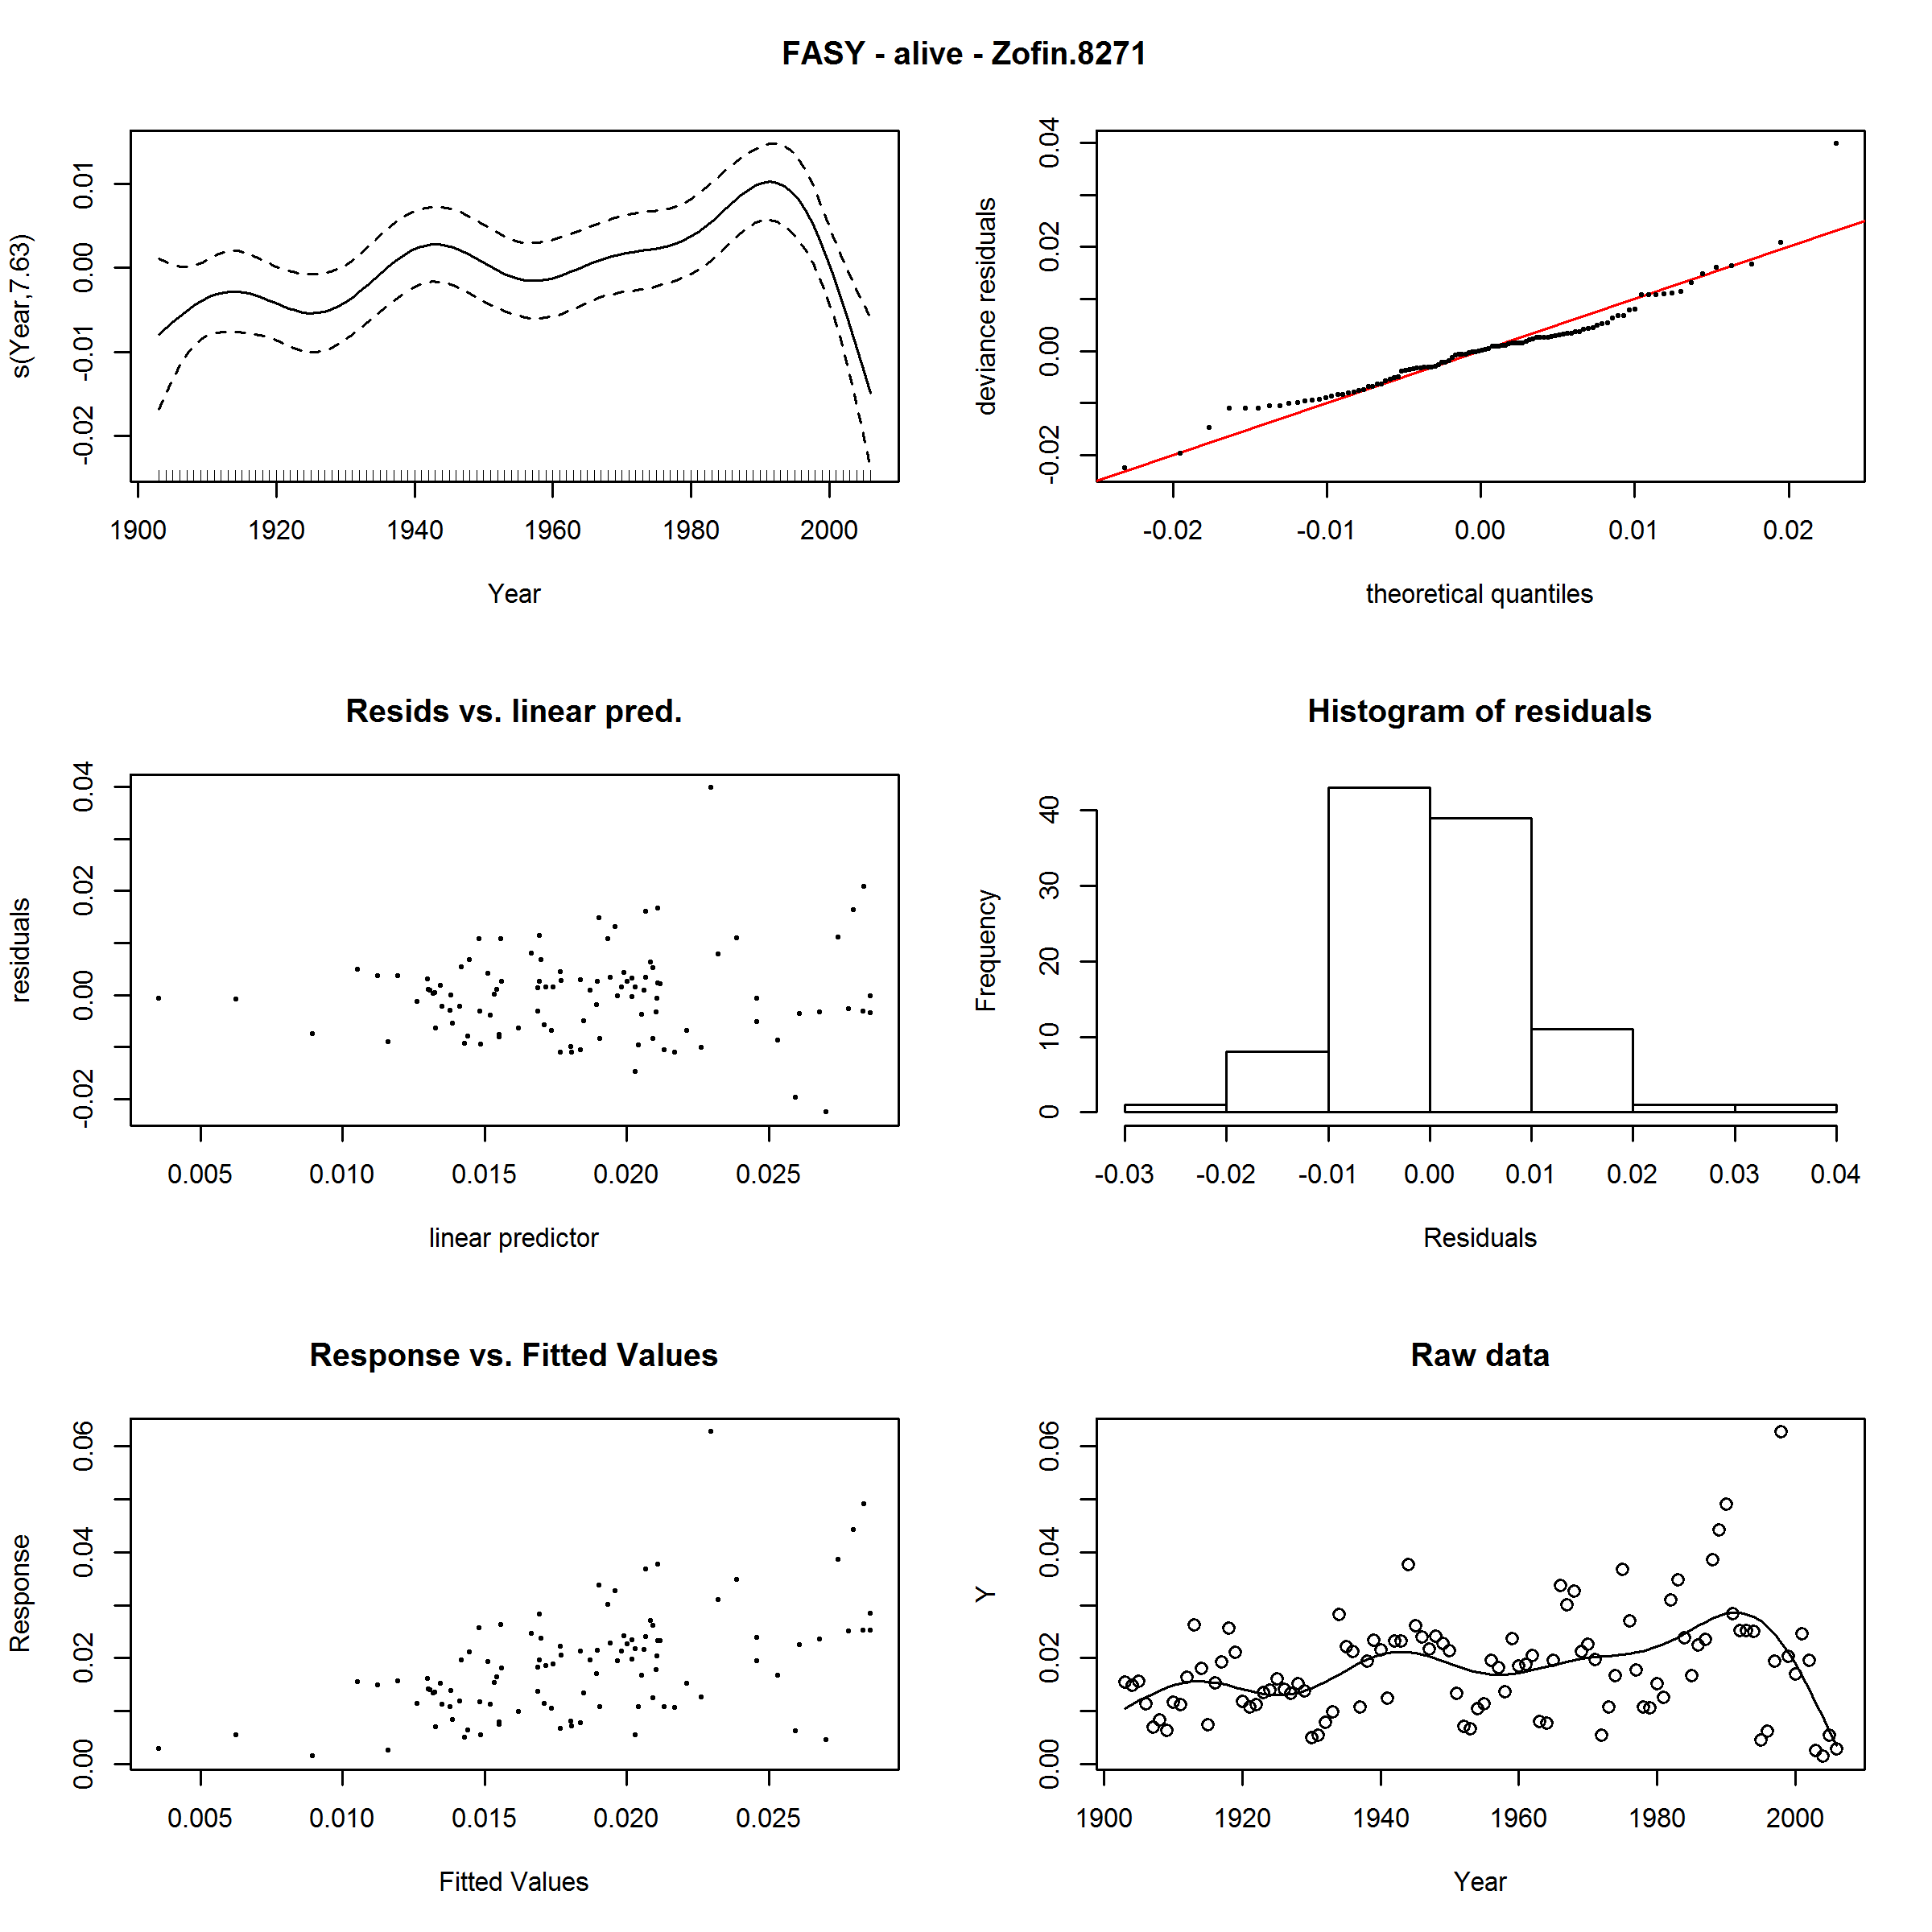 FASY - alive - Zofin.8271
s(Year,7.63)
-0.02 -0.01 0.00 0.01
1900 1920 1940 1960 1980 2000
Year
deviance residuals
-0.02 0.00 0.02 0.04
-0.02 -0.01 0.00 0.01 0.02
theoretical quantiles
Resids vs. linear pred.
residuals
-0.02 0.00 0.02 0.04
0.005 0.010 0.015 0.020 0.025
linear predictor
Histogram of residuals
Frequency
0 10 20 30 40
-0.03 -0.02 -0.01 0.00 0.01 0.02 0.03 0.04
Residuals
Response vs. Fitted Values
Response
0.00 0.02 0.04 0.06
0.005 0.010 0.015 0.020 0.025
Fitted Values
Raw data
Y
0.00 0.02 0.04 0.06
1900 1920 1940 1960 1980 2000
Year